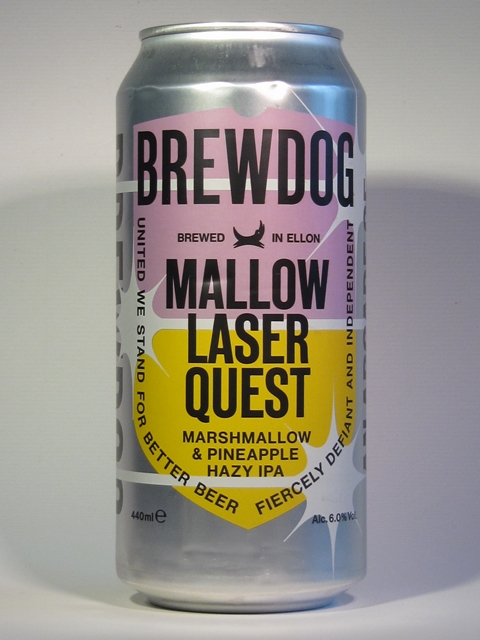 BREWDOG
BREWED IN ELLON
MALLOW
LASER
QUEST
MARSHMALLOW
& PINEAPPLE
HAZY IPA
UNITED WE STAND FOR BETTER BEER
FIERCELY DEFIANT AND INDEPENDENT
440ml e
Alc. 6.0% Vol.